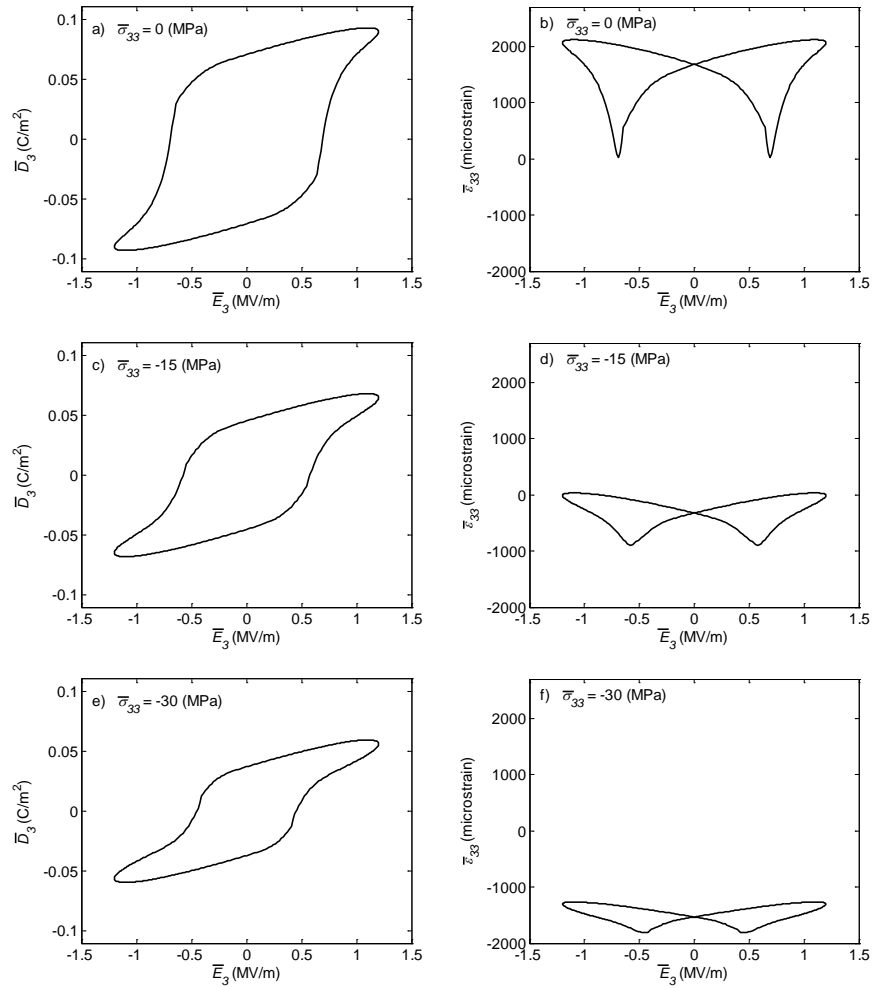 a) σ̅₃₃ = 0 (MPa)
0.1
0.05
0
-0.05
-0.1
D̅₃ (C/m²)
-1.5 -1 -0.5 0 0.5 1 1.5
E̅₃ (MV/m)
b) σ̅₃₃ = 0 (MPa)
2000
1000
0
-1000
-2000
ε̅₃₃ (microstrain)
-1.5 -1 -0.5 0 0.5 1 1.5
E̅₃ (MV/m)
c) σ̅₃₃ = -15 (MPa)
0.1
0.05
0
-0.05
-0.1
D̅₃ (C/m²)
-1.5 -1 -0.5 0 0.5 1 1.5
E̅₃ (MV/m)
d) σ̅₃₃ = -15 (MPa)
2000
1000
0
-1000
-2000
ε̅₃₃ (microstrain)
-1.5 -1 -0.5 0 0.5 1 1.5
E̅₃ (MV/m)
e) σ̅₃₃ = -30 (MPa)
0.1
0.05
0
-0.05
-0.1
D̅₃ (C/m²)
-1.5 -1 -0.5 0 0.5 1 1.5
E̅₃ (MV/m)
f) σ̅₃₃ = -30 (MPa)
2000
1000
0
-1000
-2000
ε̅₃₃ (microstrain)
-1.5 -1 -0.5 0 0.5 1 1.5
E̅₃ (MV/m)